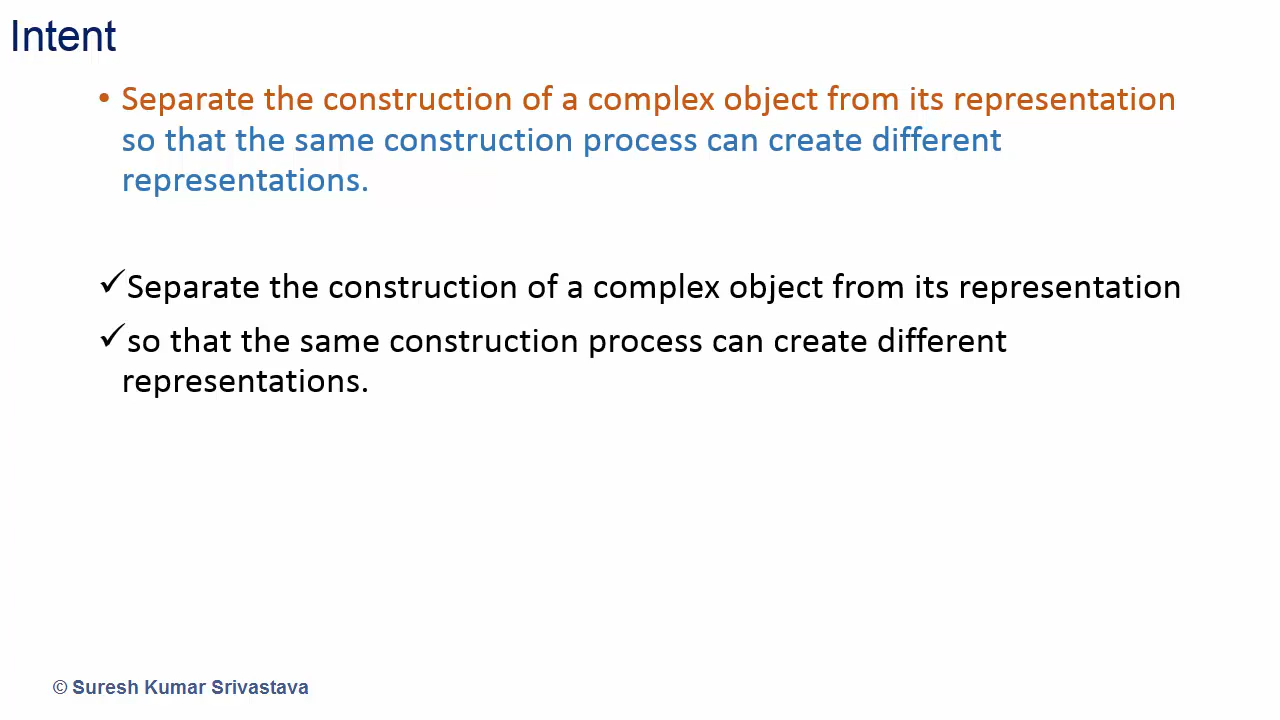 Intent
• Separate the construction of a complex object from its representation
so that the same construction process can create different
representations.
✓Separate the construction of a complex object from its representation
✓so that the same construction process can create different
representations.
© Suresh Kumar Srivastava